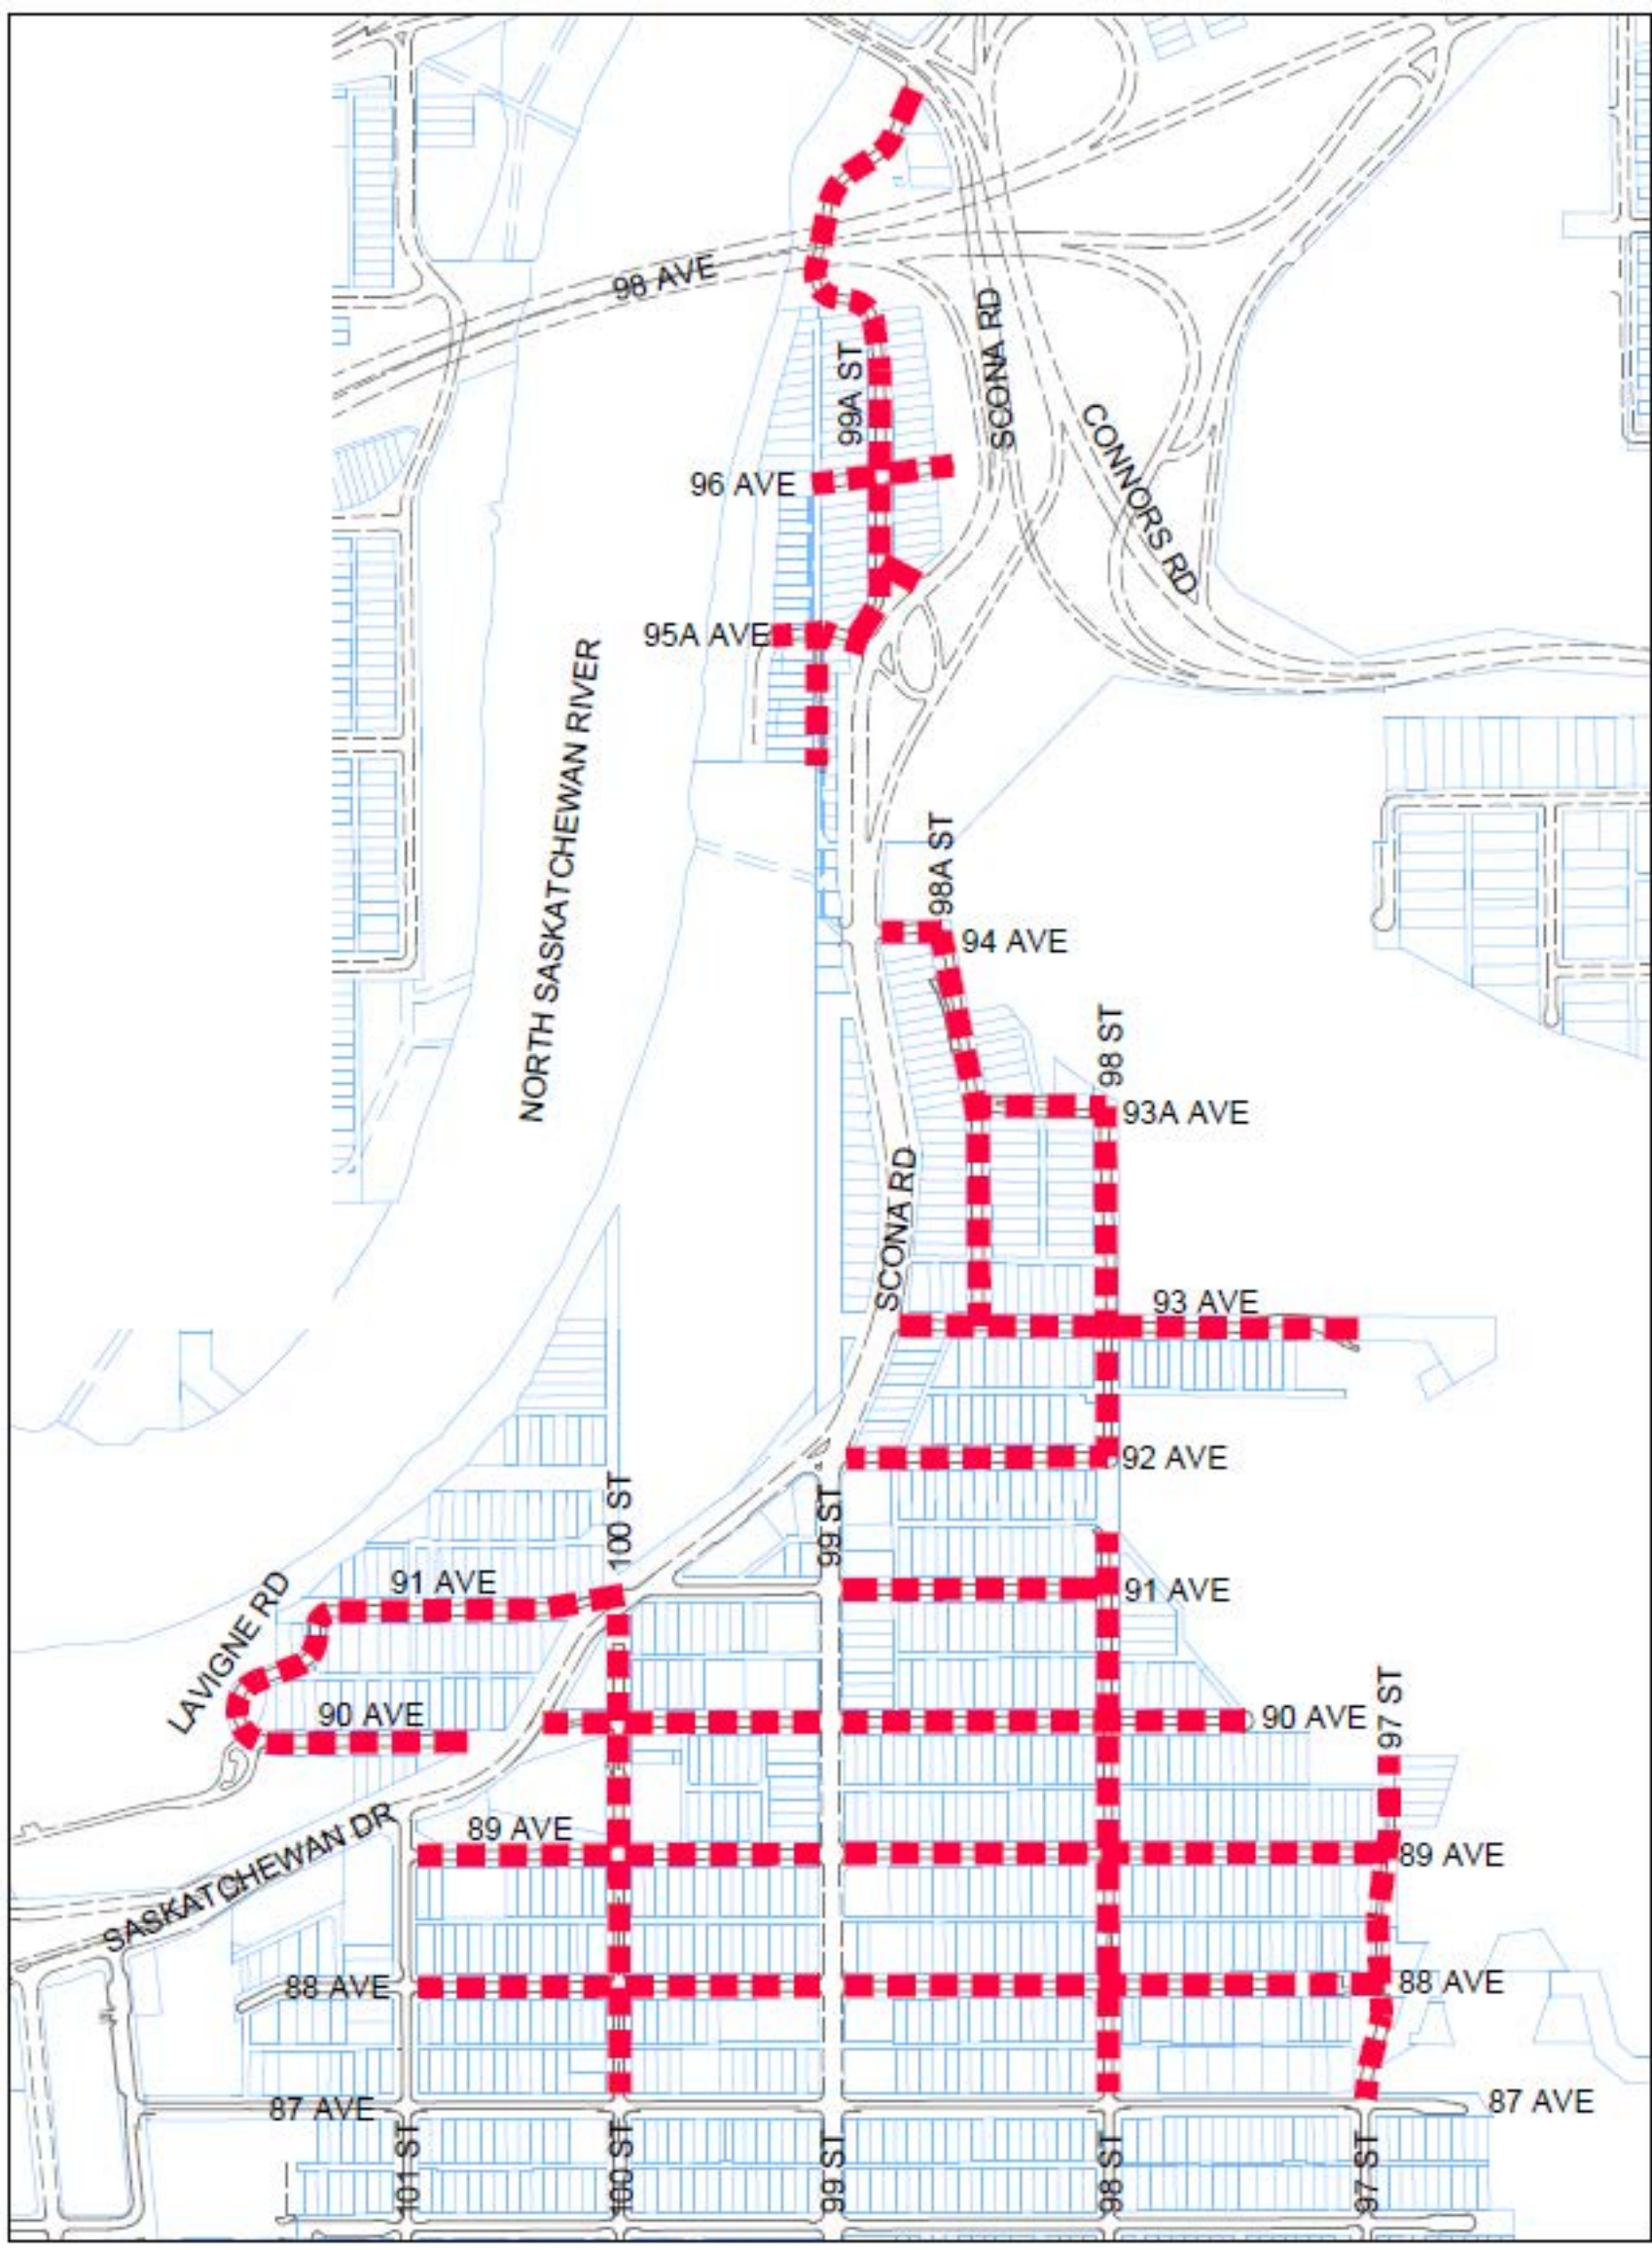 98 AVE
SCONA RD
99A ST
CONNORS RD
96 AVE
95A AVE
NORTH SASKATCHEWAN RIVER
98A ST
94 AVE
98 ST
93A AVE
SCONA RD
93 AVE
92 AVE
100 ST
99 ST
91 AVE
91 AVE
LAVIGNE RD
90 AVE
90 AVE
97 ST
89 AVE
89 AVE
SASKATCHEWAN DR
88 AVE
88 AVE
87 AVE
87 AVE
101 ST
100 ST
99 ST
98 ST
97 ST